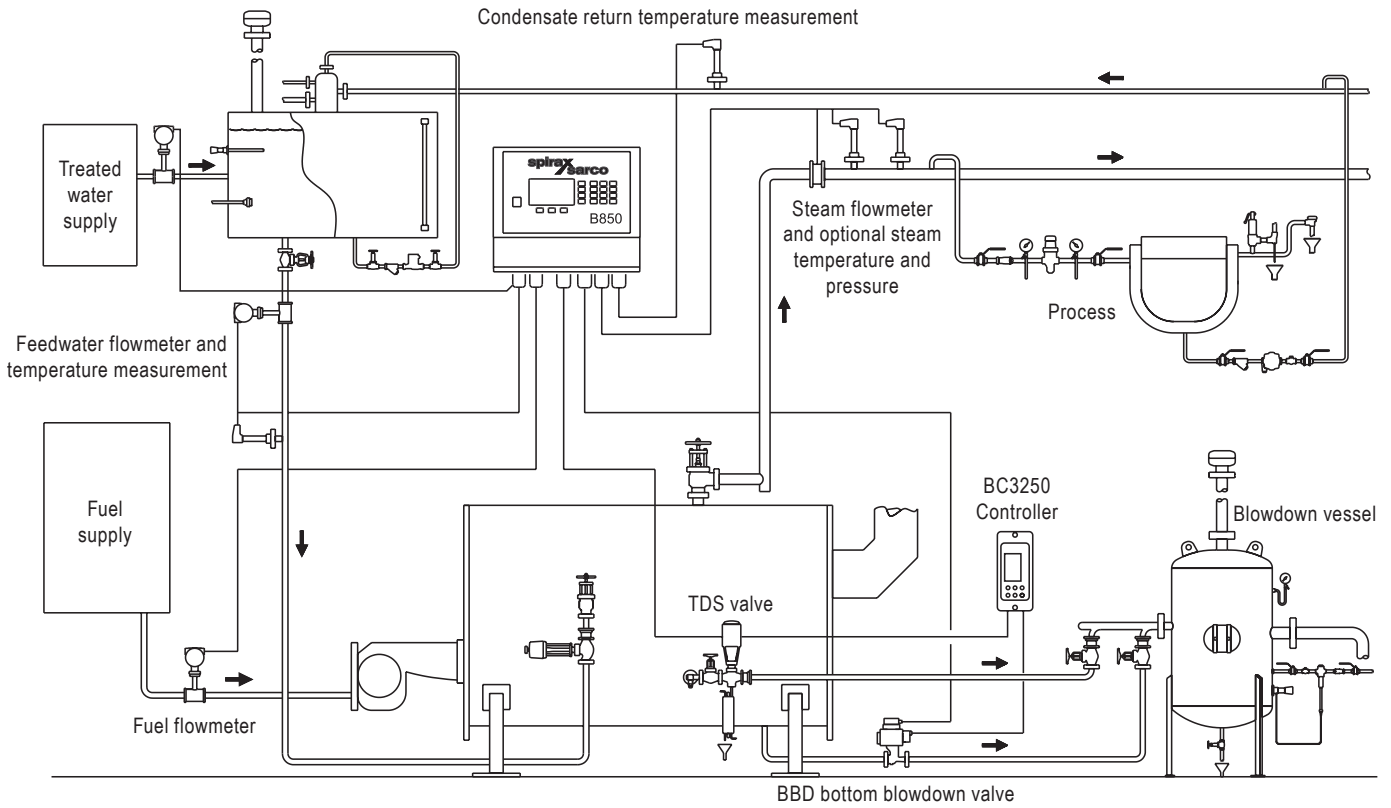 Condensate return temperature measurement
Treated
water
supply
spirax
sarco
B850
Steam flowmeter
and optional steam
temperature and
pressure
Process
Feedwater flowmeter and
temperature measurement
Fuel
supply
BC3250
Controller
Blowdown vessel
TDS valve
Fuel flowmeter
BBD bottom blowdown valve